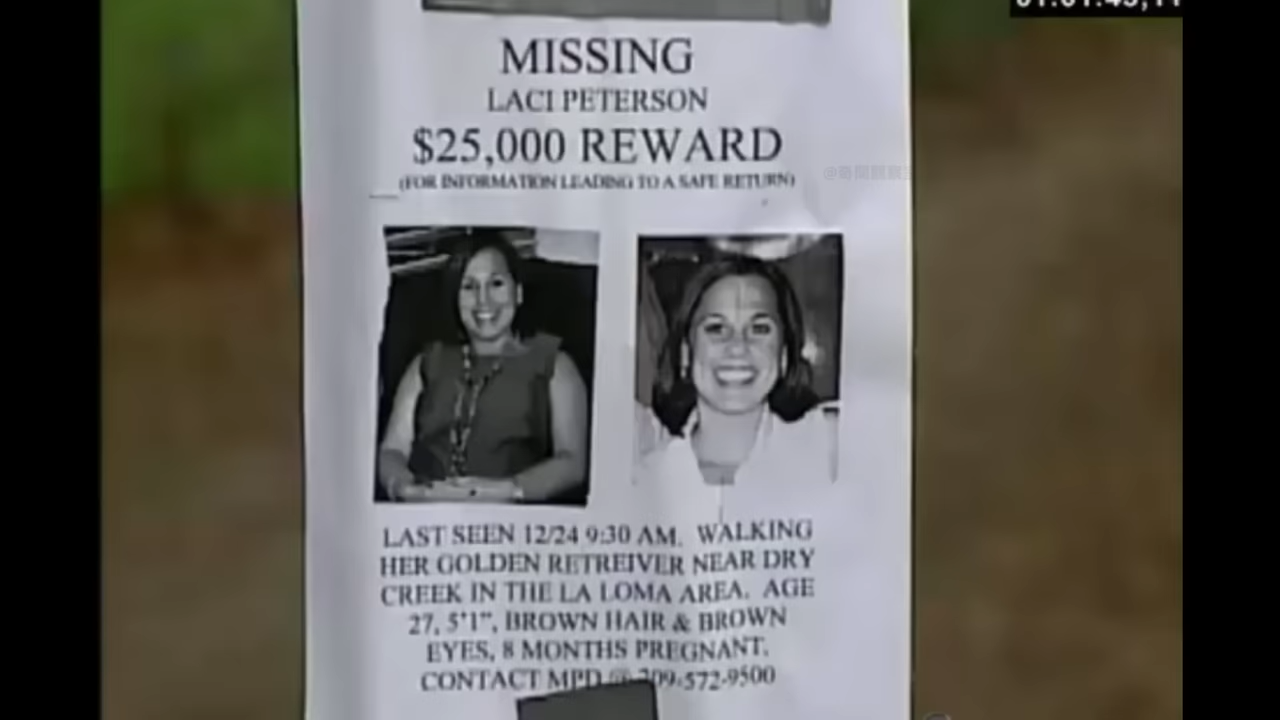 MISSING
LACI PETERSON
$25,000 REWARD
(FOR INFORMATION LEADING TO A SAFE RETURN)
LAST SEEN 12/24 9:30 AM. WALKING
HER GOLDEN RETREIVER NEAR DRY
CREEK IN THE LA LOMA AREA. AGE
27, 5'1", BROWN HAIR & BROWN
EYES, 8 MONTHS PREGNANT.
CONTACT MPD @ 209-572-9500